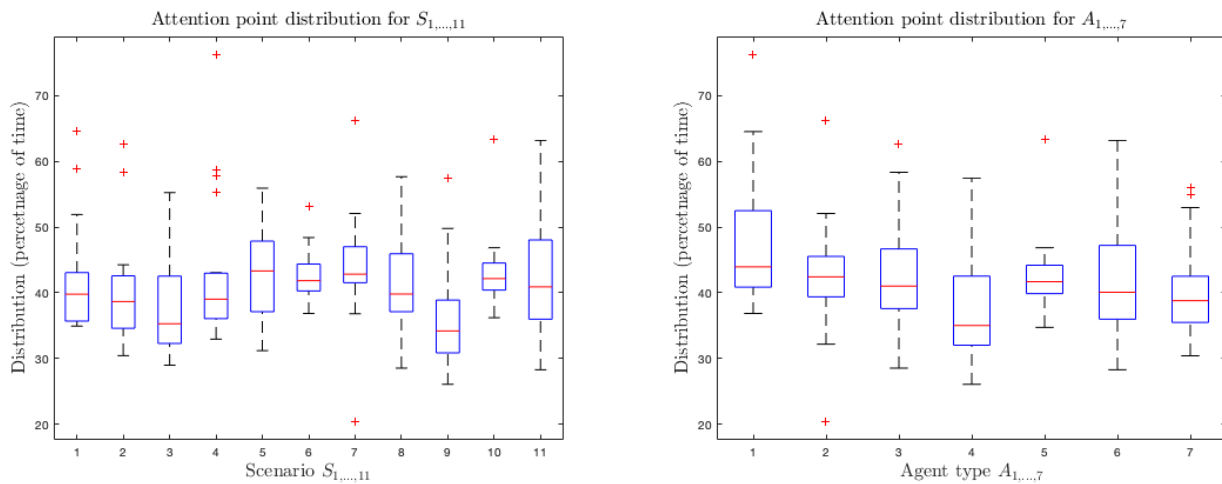 Attention point distribution for S1,...,11
70
60
50
40
30
20
Distribution (percetnage of time)
1 2 3 4 5 6 7 8 9 10 11
Scenario S1,...,11
Attention point distribution for A1,...,7
70
60
50
40
30
20
Distribution (percetnage of time)
1 2 3 4 5 6 7
Agent type A1,...,7